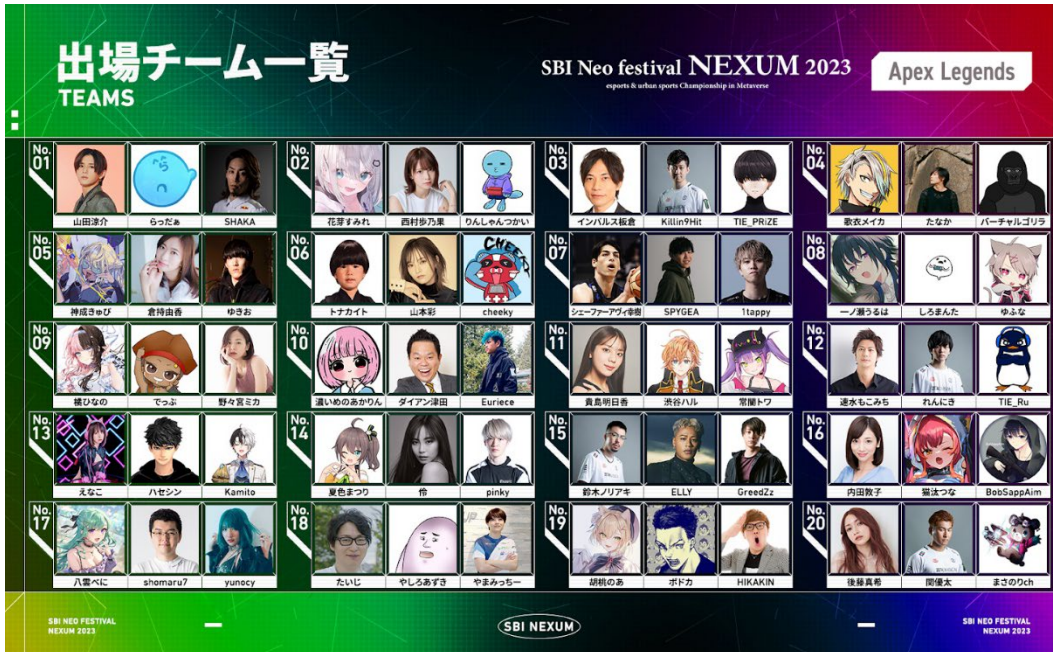 出場チーム一覧
TEAMS
SBI Neo festival NEXUM 2023
esports & urban sports Championship in Metaverse
Apex Legends
No.
01
山田涼介
らっだぁ
SHAKA
No.
02
花芽すみれ
西村歩乃果
りんしゃんつかい
No.
03
インパルス板倉
Killin9Hit
TIE_PRiZE
No.
04
歌衣メイカ
たなか
バーチャルゴリラ
No.
05
神成きゅぴ
倉持由香
ゆきお
No.
06
トナカイト
山本彩
CHEEKY
cheeky
No.
07
シェーファーアヴィ幸樹
SPYGEA
1tappy
No.
08
一ノ瀬うるは
しろまんた
ゆふな
No.
09
橘ひなの
でっぷ
野々宮ミカ
No.
10
濃いめのあかりん
ダイアン津田
Euriece
No.
11
貴島明日香
渋谷ハル
常闇トワ
No.
12
速水もこみち
れんにき
TIE_Ru
No.
13
えなこ
ハセシン
Kamito
No.
14
夏色まつり
伶
pinky
No.
15
鈴木ノリアキ
ELLY
GreedZz
No.
16
内田敦子
猫汰つな
BobSappAim
No.
17
八雲べに
shomaru7
yunocy
No.
18
たいじ
やしろあずき
やまみっちー
No.
19
胡桃のあ
ボドカ
HIKAKIN
No.
20
後藤真希
関優太
まさのりch
SBI NEO FESTIVAL
NEXUM 2023
SBI NEXUM
SBI NEO FESTIVAL
NEXUM 2023